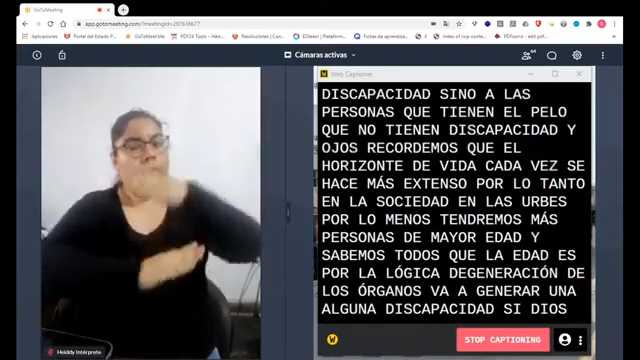 GoToMeeting
app.gotomeeting.com/?meetingId=297618677
Aplicaciones
Portal del Estado P...
GoToMeet.Me
PDF24 Tools - Herr...
Resoluciones | Con...
EDteam | Plataform...
Fichas de aprendiza...
Index of /wp-conte...
PDFzorro - edit pdf...
Cámaras activas
Web Captioner
DISCAPACIDAD SINO A LAS
PERSONAS QUE TIENEN EL PELO
QUE NO TIENEN DISCAPACIDAD Y
OJOS RECORDEMOS QUE EL
HORIZONTE DE VIDA CADA VEZ SE
HACE MÁS EXTENSO POR LO TANTO
EN LA SOCIEDAD EN LAS URBES
POR LO MENOS TENDREMOS MÁS
PERSONAS DE MAYOR EDAD Y
SABEMOS TODOS QUE LA EDAD ES
POR LA LÓGICA DEGENERACIÓN DE
LOS ÓRGANOS VA A GENERAR UNA
ALGUNA DISCAPACIDAD SI DIOS
STOP CAPTIONING
Heiddy Intérprete